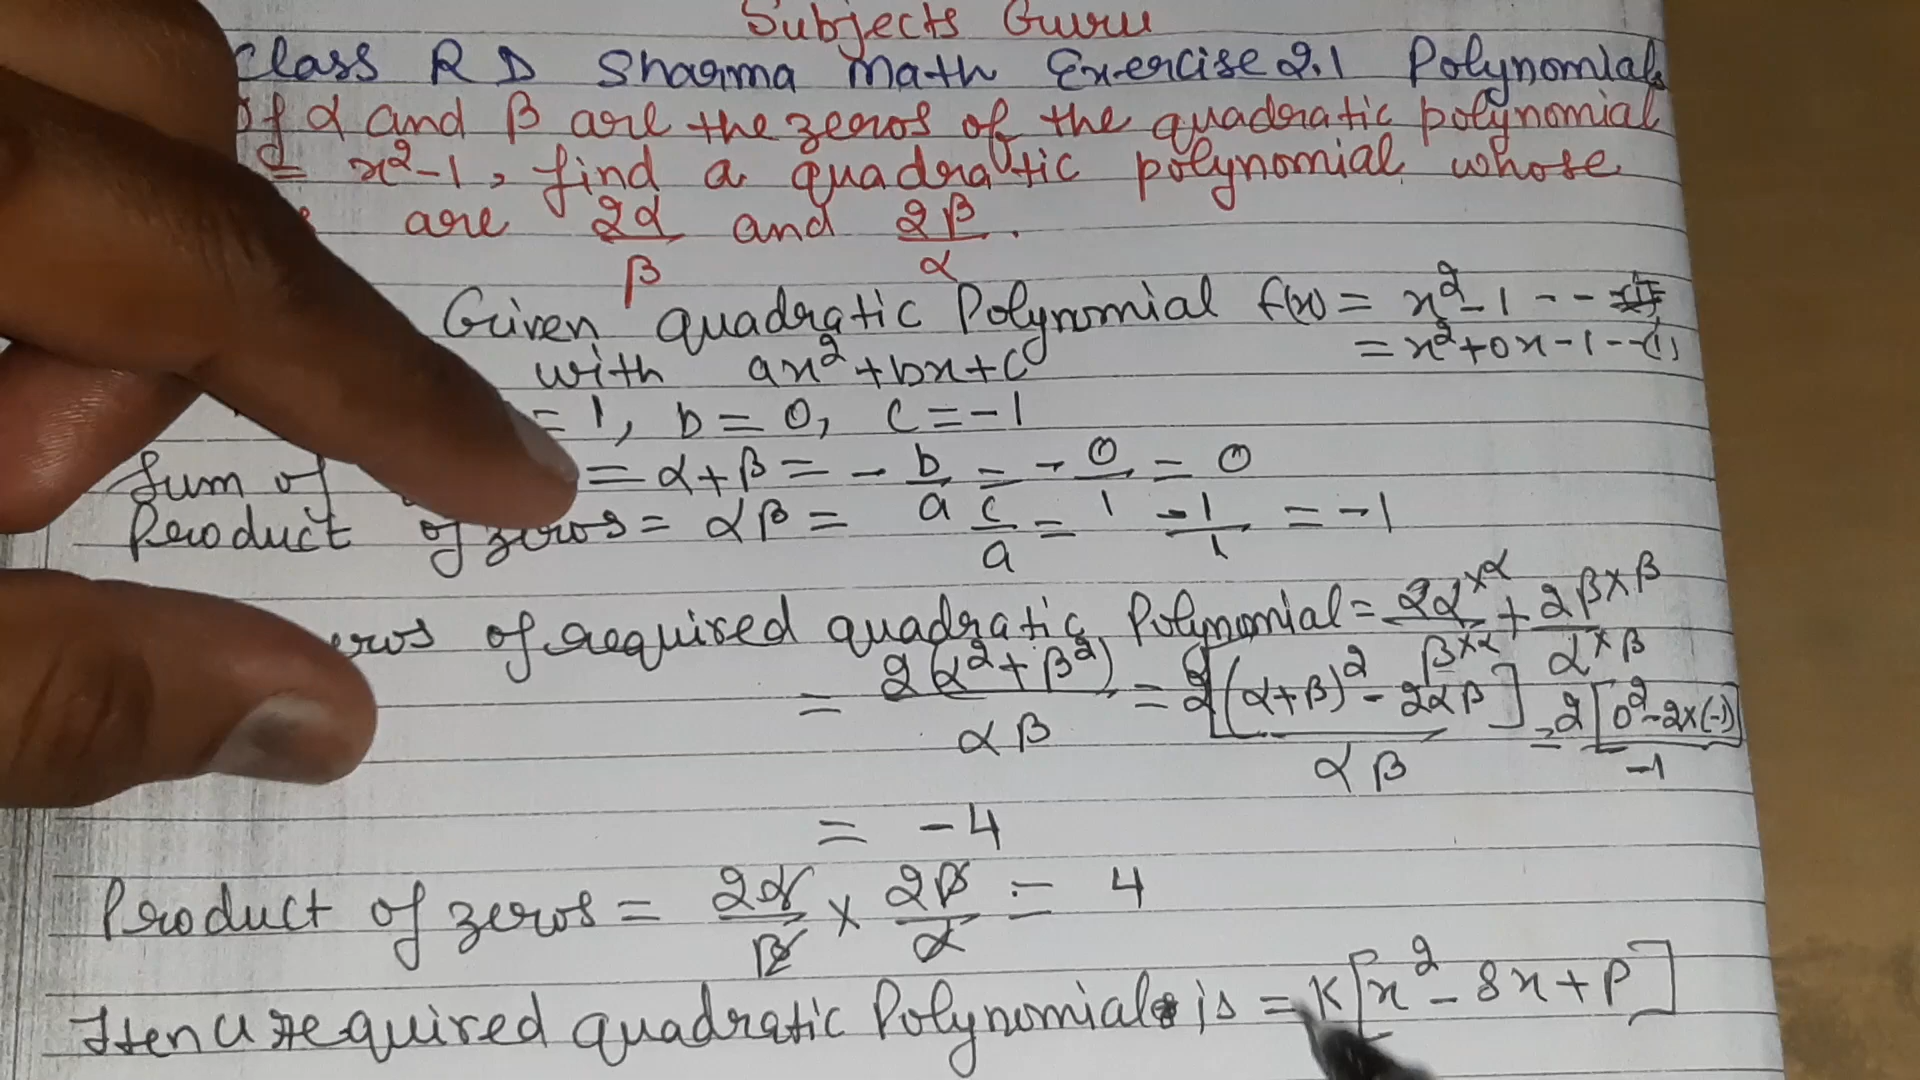 Subjects Guru
Class R D Sharma Math Exercise 2.1 Polynomials
If α and β are the zeros of the quadratic polynomial
= x²-1, find a quadratic polynomial whose
are 2α/β and 2β/α.
Given quadratic Polynomial f(x) = x²-1 --
= x²+0x-1--(1)
with ax²+bx+c
=1, b=0, c=-1
Sum of = α+β = -b/a = -0/1 = 0
Product of zeros = αβ = c/a = -1/1 = -1
of required quadratic Polynomial = 2α×α/β×α + 2β×β/α×β
= 2(α²+β²)/αβ = 2[(α+β)²-2αβ]/αβ = 2[0²-2×(-1)]/-1
= -4
Product of zeros = 2α/β × 2β/α = 4
required quadratic Polynomial is = K[x²-Sx+P]